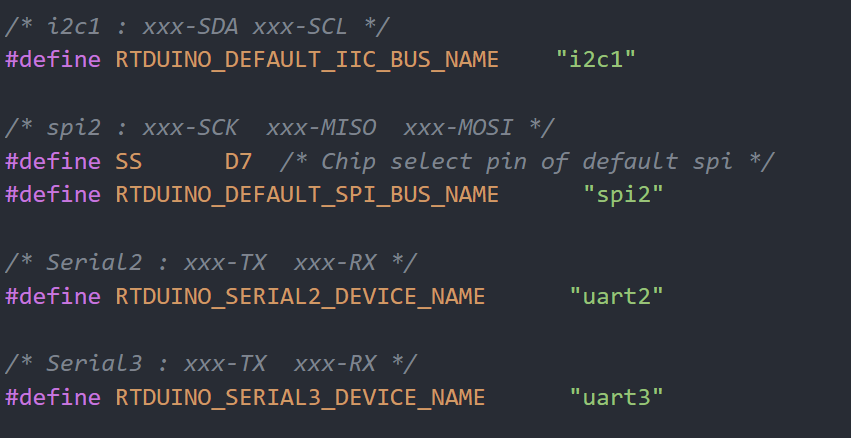 /* i2c1 : xxx-SDA xxx-SCL */
#define RTDUINO_DEFAULT_IIC_BUS_NAME    "i2c1"
/* spi2 : xxx-SCK  xxx-MISO  xxx-MOSI */
#define SS      D7  /* Chip select pin of default spi */
#define RTDUINO_DEFAULT_SPI_BUS_NAME      "spi2"
/* Serial2 : xxx-TX  xxx-RX */
#define RTDUINO_SERIAL2_DEVICE_NAME      "uart2"
/* Serial3 : xxx-TX  xxx-RX */
#define RTDUINO_SERIAL3_DEVICE_NAME      "uart3"